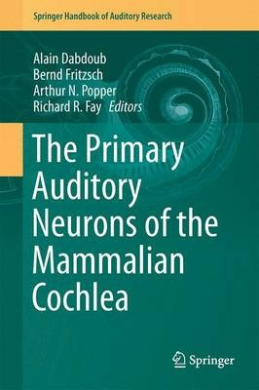 Springer Handbook of Auditory Research
Alain Dabdoub
Bernd Fritzsch
Arthur N. Popper
Richard R. Fay Editors
The Primary
Auditory
Neurons of the
Mammalian
Cochlea
Springer